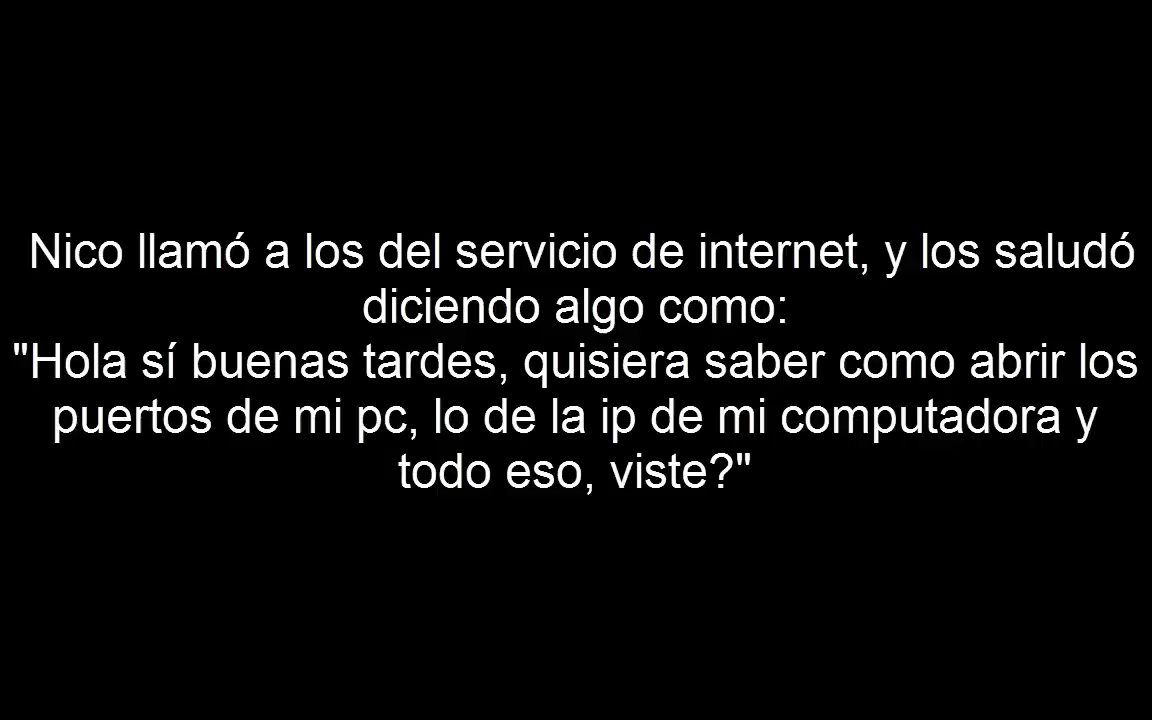 Nico llamó a los del servicio de internet, y los saludó
diciendo algo como:
"Hola sí buenas tardes, quisiera saber como abrir los
puertos de mi pc, lo de la ip de mi computadora y
todo eso, viste?"